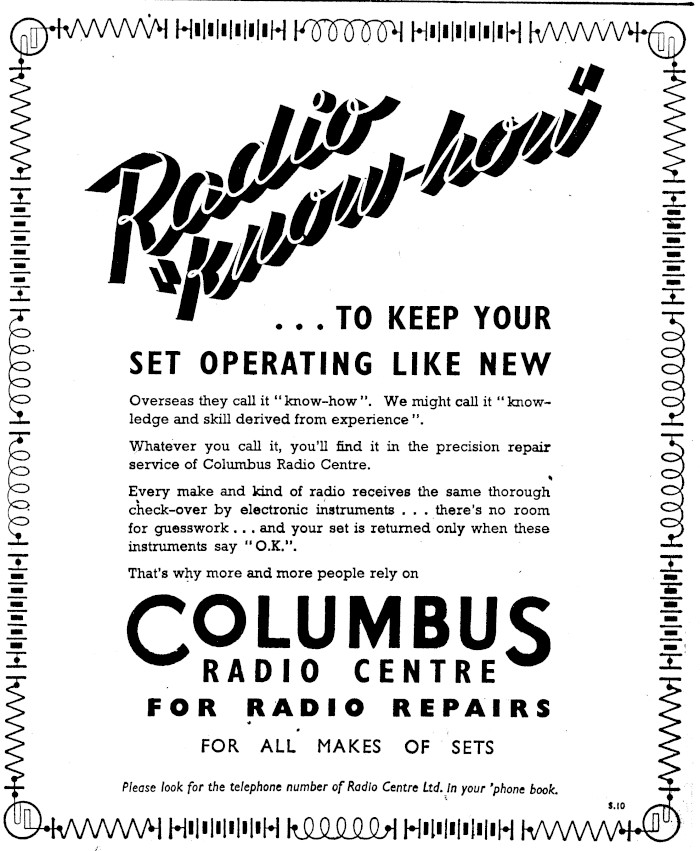 Radio
"know-how"
... TO KEEP YOUR
SET OPERATING LIKE NEW
Overseas they call it "know-how". We might call it "know-
ledge and skill derived from experience".
Whatever you call it, you'll find it in the precision repair
service of Columbus Radio Centre.
Every make and kind of radio receives the same thorough
check-over by electronic instruments ... there's no room
for guesswork ... and your set is returned only when these
instruments say "O.K.".
That's why more and more people rely on
COLUMBUS
RADIO CENTRE
FOR RADIO REPAIRS
FOR ALL MAKES OF SETS
Please look for the telephone number of Radio Centre Ltd. in your 'phone book.
S.10